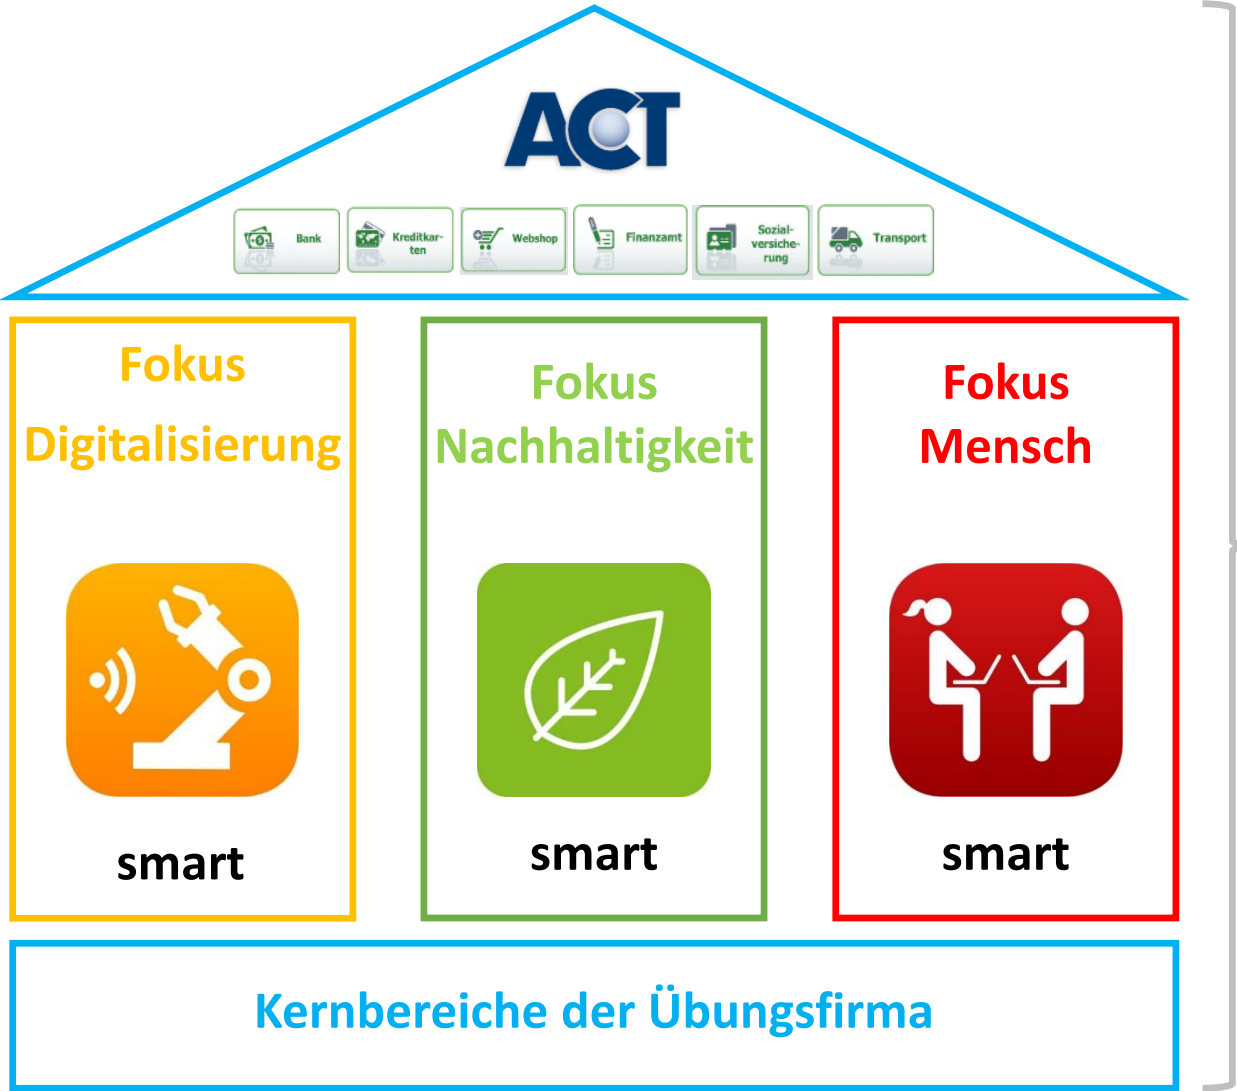 ACT
Bank
Kreditkar-
ten
Webshop
Finanzamt
Sozial-
versiche-
rung
Transport
Fokus
Digitalisierung
smart
Fokus
Nachhaltigkeit
smart
Fokus
Mensch
smart
Kernbereiche der Übungsfirma